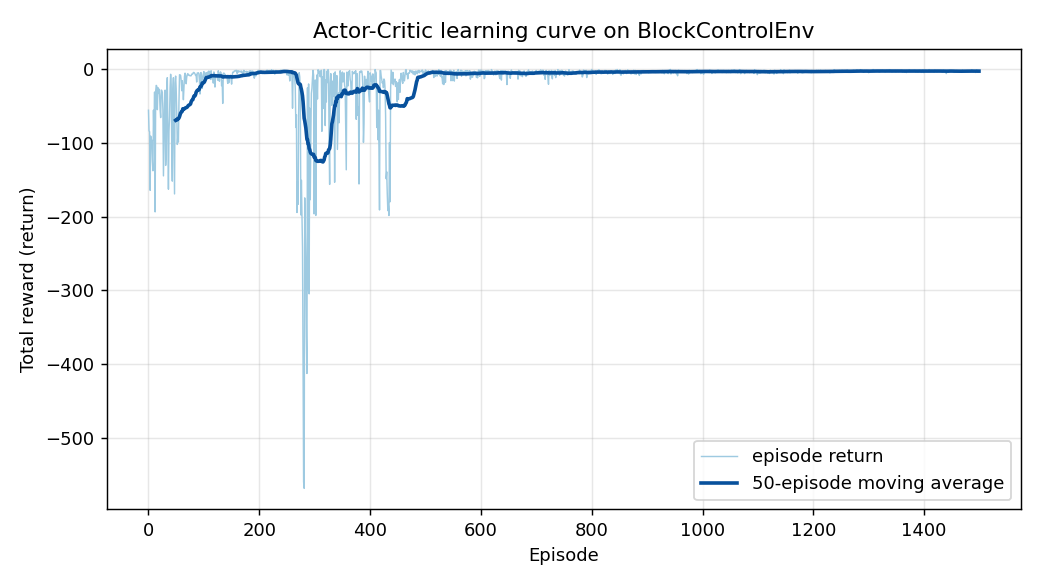 Actor-Critic learning curve on BlockControlEnv
Total reward (return)
0
−100
−200
−300
−400
−500
episode return
50-episode moving average
0 200 400 600 800 1000 1200 1400
Episode